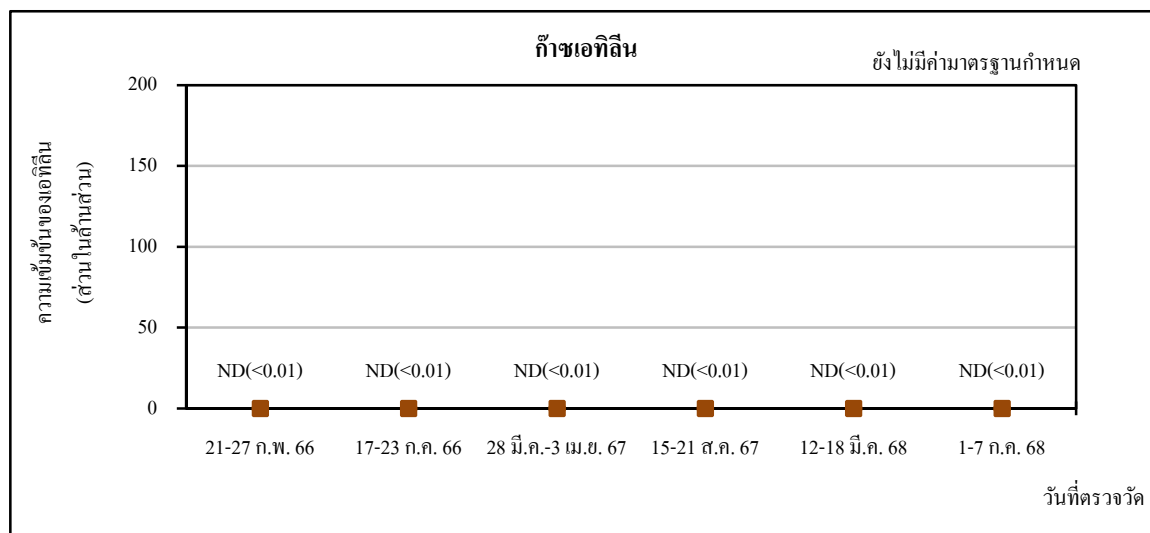 ก๊าซเอทิลีน
ยังไม่มีค่ามาตรฐานกำหนด
ความเข้มข้นของเอทิลีน
(ส่วนในล้านส่วน)
200
150
100
50
0
ND(<0.01) ND(<0.01) ND(<0.01) ND(<0.01) ND(<0.01) ND(<0.01)
21-27 ก.พ. 66 17-23 ก.ค. 66 28 มี.ค.-3 เม.ย. 67 15-21 ส.ค. 67 12-18 มี.ค. 68 1-7 ก.ค. 68
วันที่ตรวจวัด